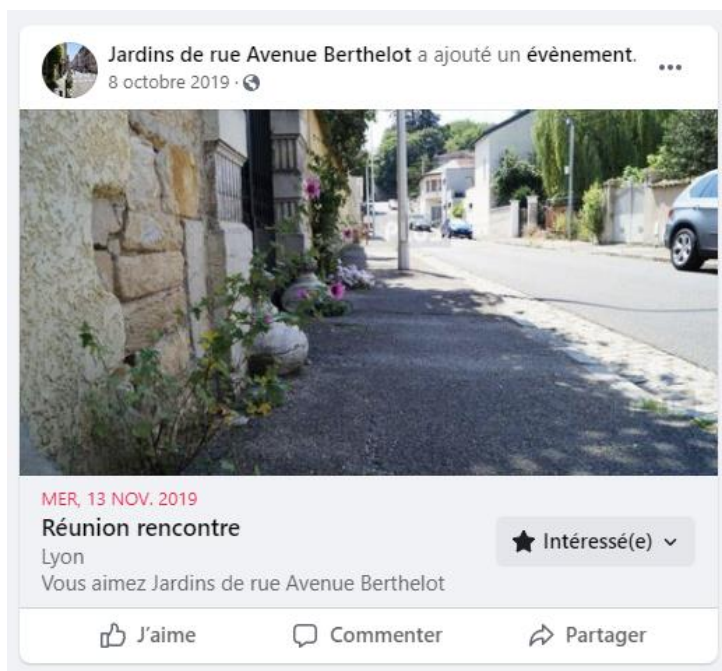 Jardins de rue Avenue Berthelot a ajouté un évènement.
8 octobre 2019 ·
MER, 13 NOV. 2019
Réunion rencontre
Lyon
Vous aimez Jardins de rue Avenue Berthelot
Intéressé(e)
J'aime
Commenter
Partager